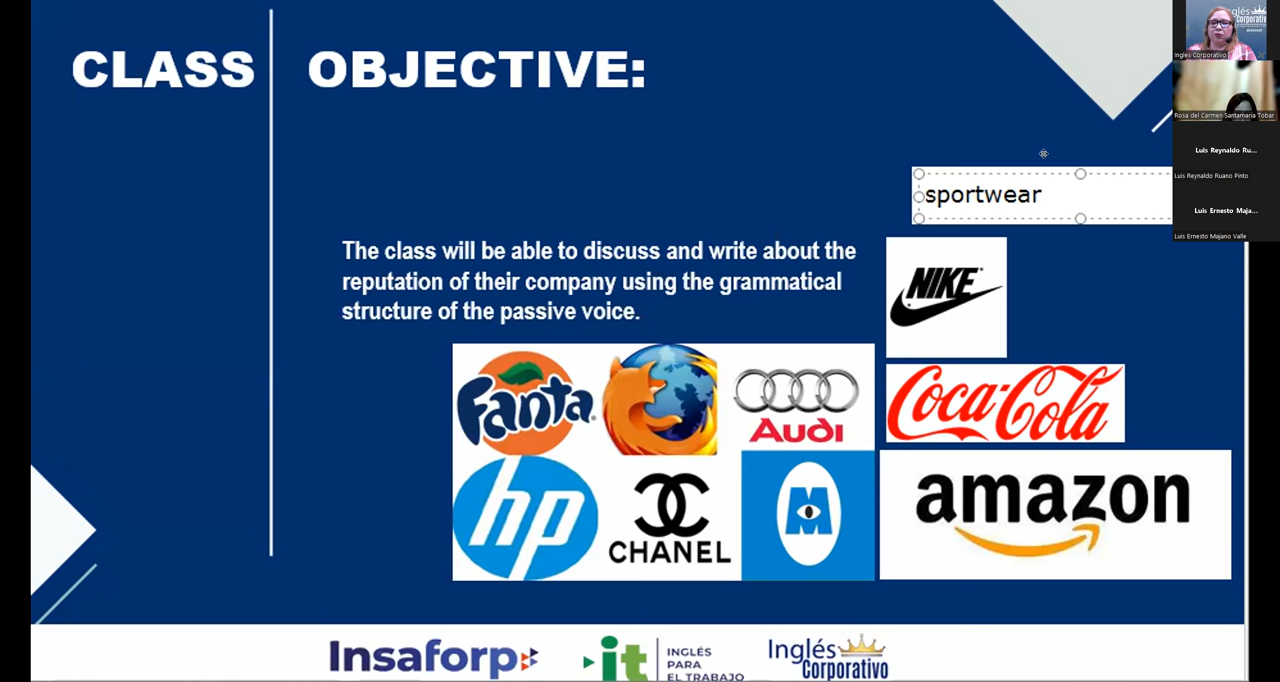 CLASS OBJECTIVE:
sportwear
The class will be able to discuss and write about the
reputation of their company using the grammatical
structure of the passive voice.
NIKE
Fanta
Audi
Coca-Cola
hp
CHANEL
M
amazon
Insaforp
it
INGLÉS
PARA
EL TRABAJO
Inglés
Corporativo
Inglés Corporativo
Rosa del Carmen Santamaria Tobar
Luis Reynaldo Ru...
Luis Reynaldo Ruano Pinto
Luis Ernesto Maja...
Luis Ernesto Majano Valle